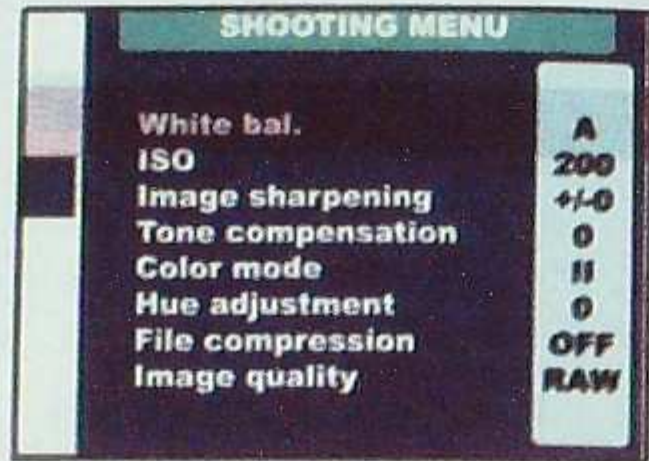 SHOOTING MENU
White bal. A
ISO 200
Image sharpening +/-0
Tone compensation 0
Color mode II
Hue adjustment 0
File compression OFF
Image quality RAW